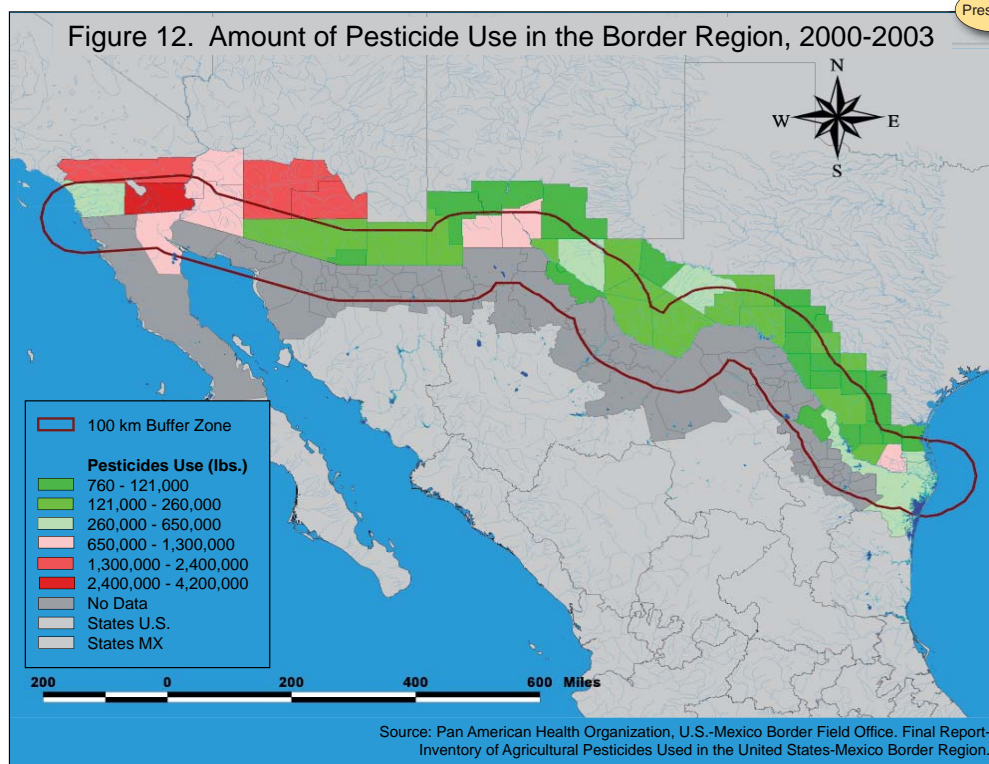 Pres
Figure 12. Amount of Pesticide Use in the Border Region, 2000-2003
N
W E
S
100 km Buffer Zone
Pesticides Use (lbs.)
760 - 121,000
121,000 - 260,000
260,000 - 650,000
650,000 - 1,300,000
1,300,000 - 2,400,000
2,400,000 - 4,200,000
No Data
States U.S.
States MX
200 0 200 400 600 Miles
Source: Pan American Health Organization, U.S.-Mexico Border Field Office. Final Report-
Inventory of Agricultural Pesticides Used in the United States-Mexico Border Region.